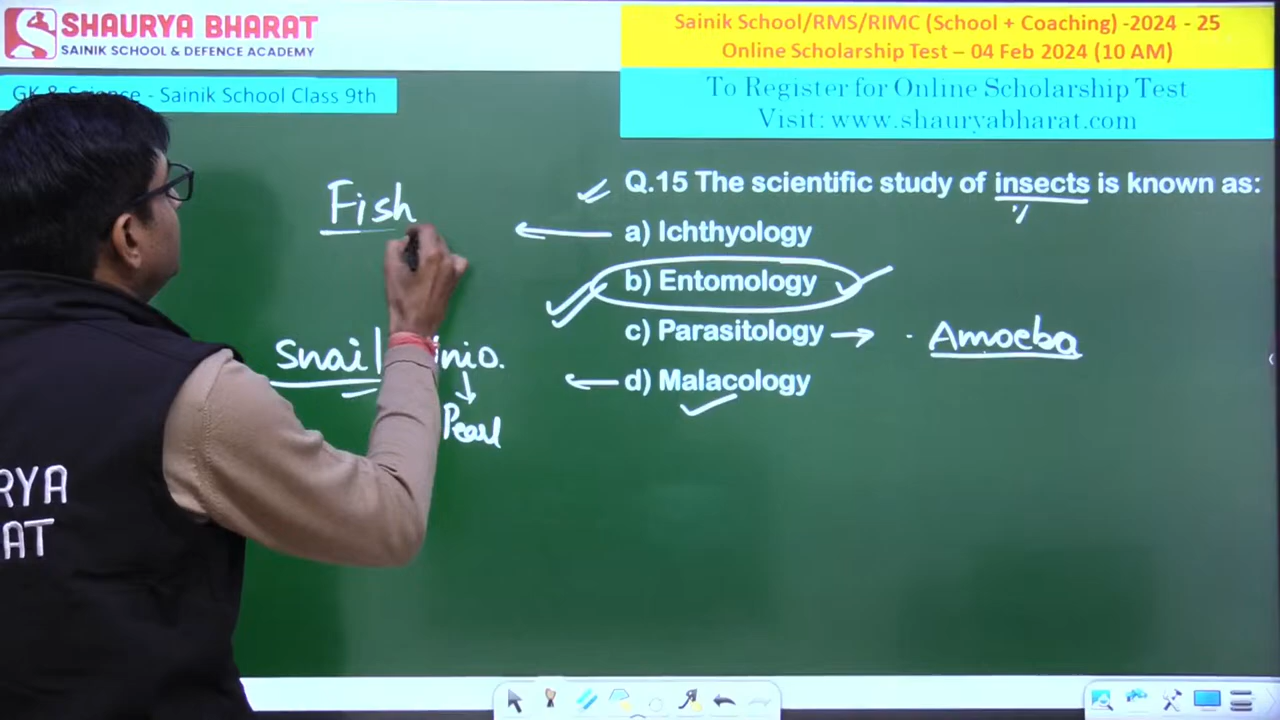 SHAURYA BHARAT
SAINIK SCHOOL & DEFENCE ACADEMY
Sainik School/RMS/RIMC (School + Coaching) -2024 - 25
Online Scholarship Test – 04 Feb 2024 (10 AM)
GK & Science - Sainik School Class 9th
To Register for Online Scholarship Test
Visit: www.shauryabharat.com
Q.15 The scientific study of insects is known as:
Fish
a) Ichthyology
b) Entomology
c) Parasitology → Amoeba
Snail
d) Malacology
Pearl
RYA
AT